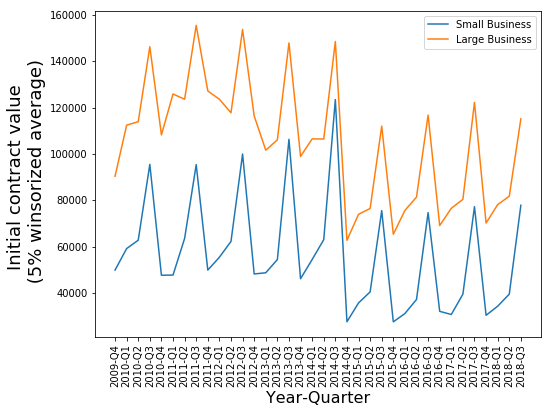 Initial contract value
(5% winsorized average)
160000
140000
120000
100000
80000
60000
40000
Small Business
Large Business
2009-Q4
2010-Q1
2010-Q2
2010-Q3
2010-Q4
2011-Q1
2011-Q2
2011-Q3
2011-Q4
2012-Q1
2012-Q2
2012-Q3
2012-Q4
2013-Q1
2013-Q2
2013-Q3
2013-Q4
2014-Q1
2014-Q2
2014-Q3
2014-Q4
2015-Q1
2015-Q2
2015-Q3
2015-Q4
2016-Q1
2016-Q2
2016-Q3
2016-Q4
2017-Q1
2017-Q2
2017-Q3
2017-Q4
2018-Q1
2018-Q2
2018-Q3
Year-Quarter